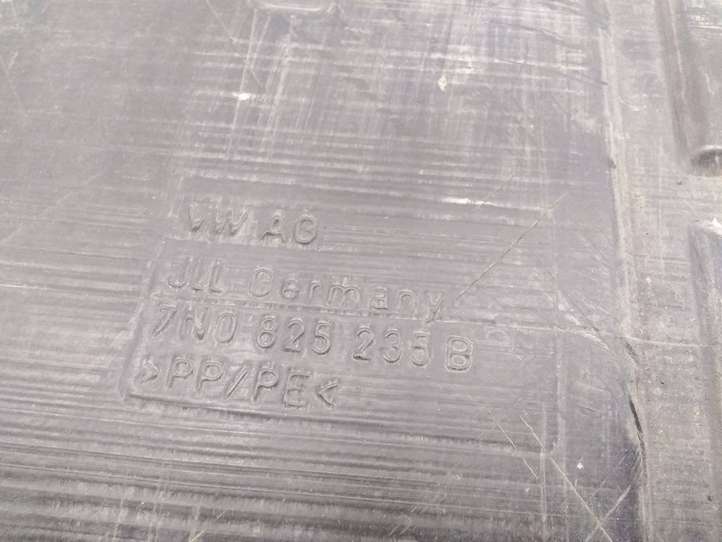 VW AG
JLL Germany
7N0 825 235 B
>PP/PE<